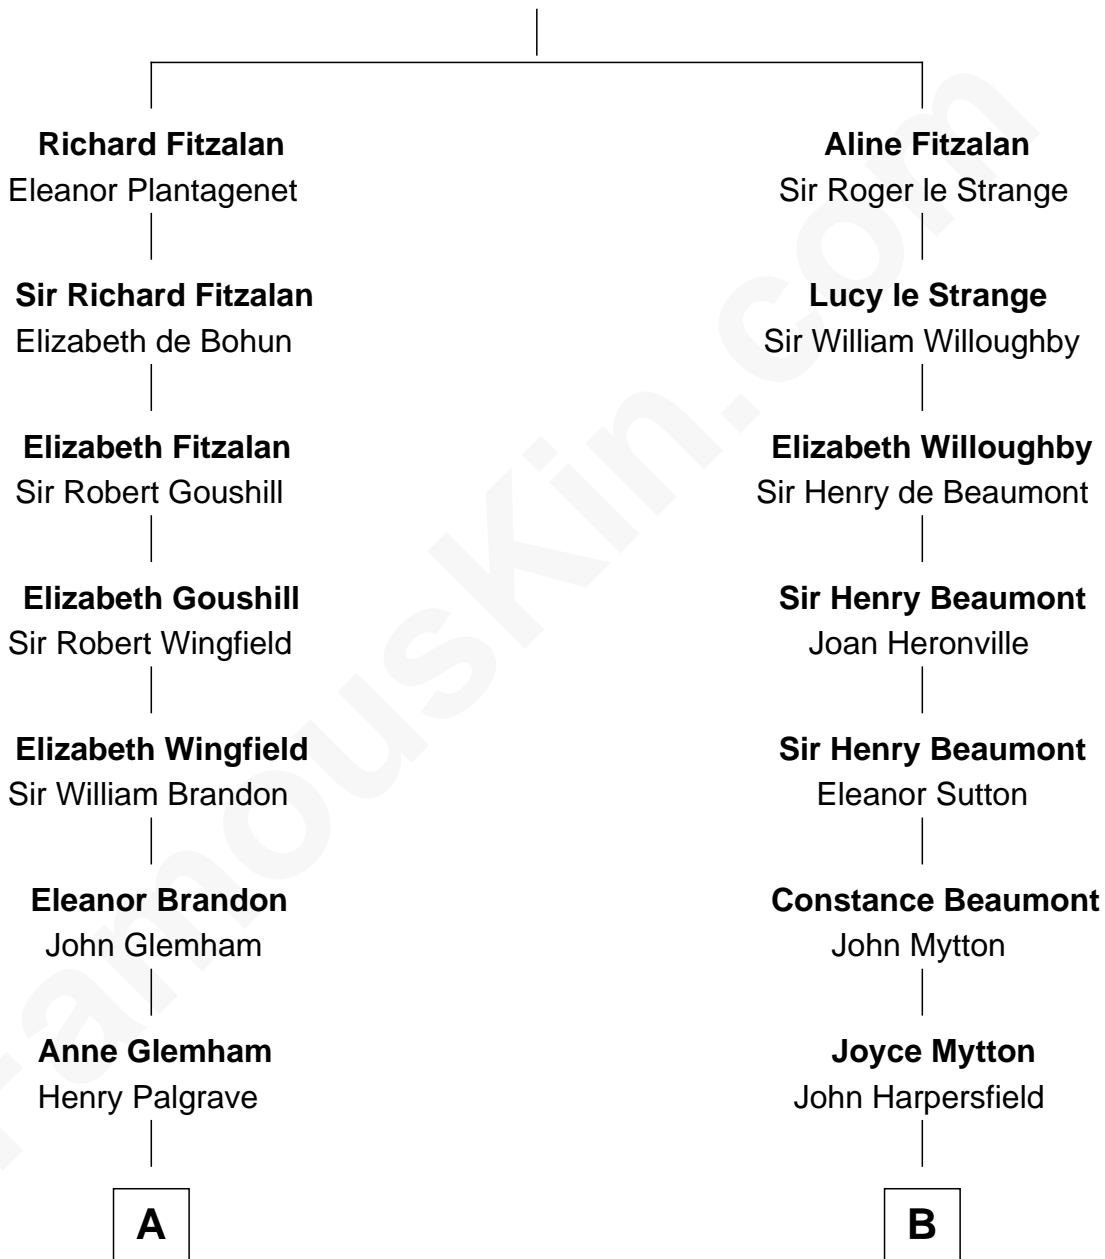 Richard Fitzalan
Eleanor Plantagenet
Sir Richard Fitzalan
Elizabeth de Bohun
Elizabeth Fitzalan
Sir Robert Goushill
Elizabeth Goushill
Sir Robert Wingfield
Elizabeth Wingfield
Sir William Brandon
Eleanor Brandon
John Glemham
Anne Glemham
Henry Palgrave
A
Aline Fitzalan
Sir Roger le Strange
Lucy le Strange
Sir William Willoughby
Elizabeth Willoughby
Sir Henry de Beaumont
Sir Henry Beaumont
Joan Heronville
Sir Henry Beaumont
Eleanor Sutton
Constance Beaumont
John Mytton
Joyce Mytton
John Harpersfield
B
FamousKin.com